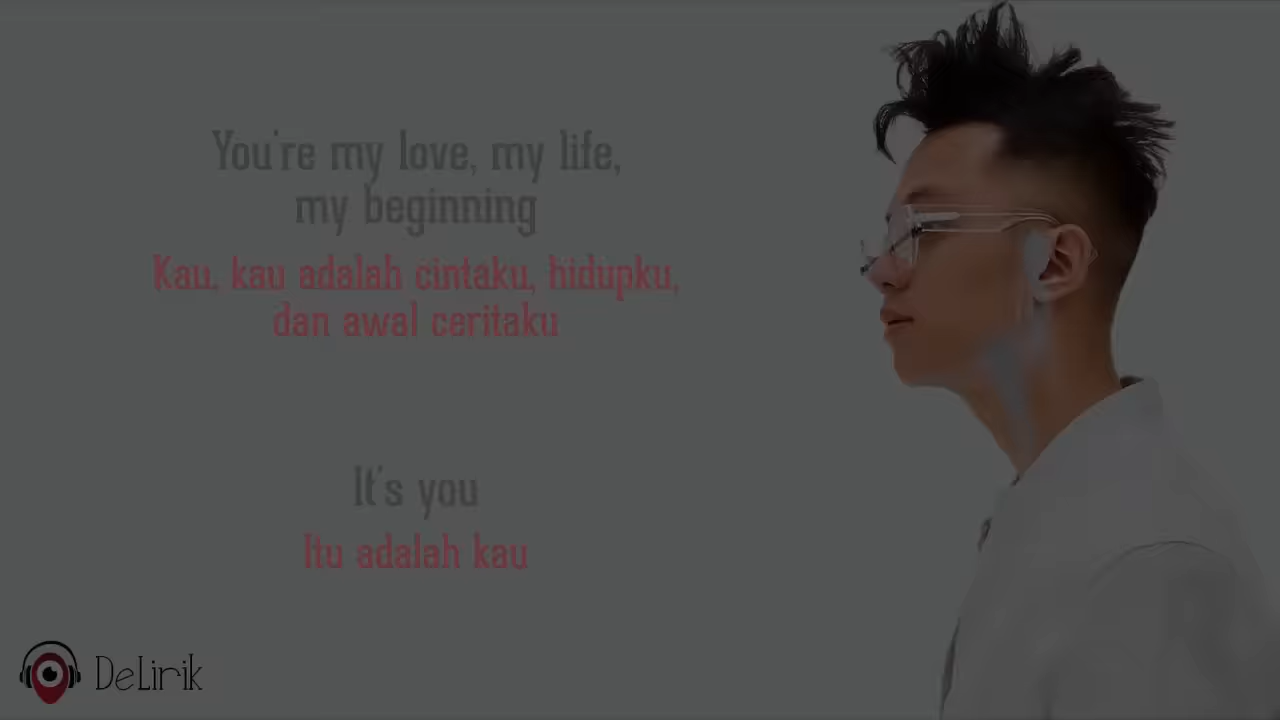 You're my love, my life,
my beginning
Kau, kau adalah cintaku, hidupku,
dan awal ceritaku
It's you
Itu adalah kau
DeLirik